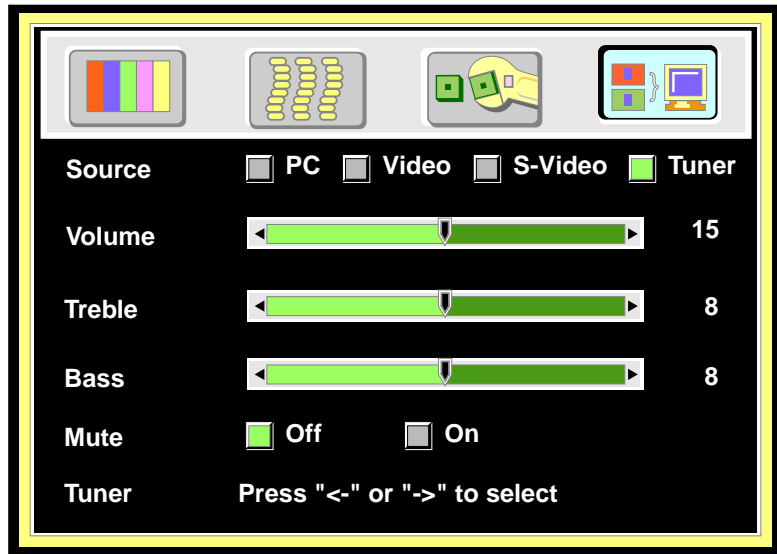 Source PC Video S-Video Tuner
Volume 15
Treble 8
Bass 8
Mute Off On
Tuner Press "<-" or "->" to select